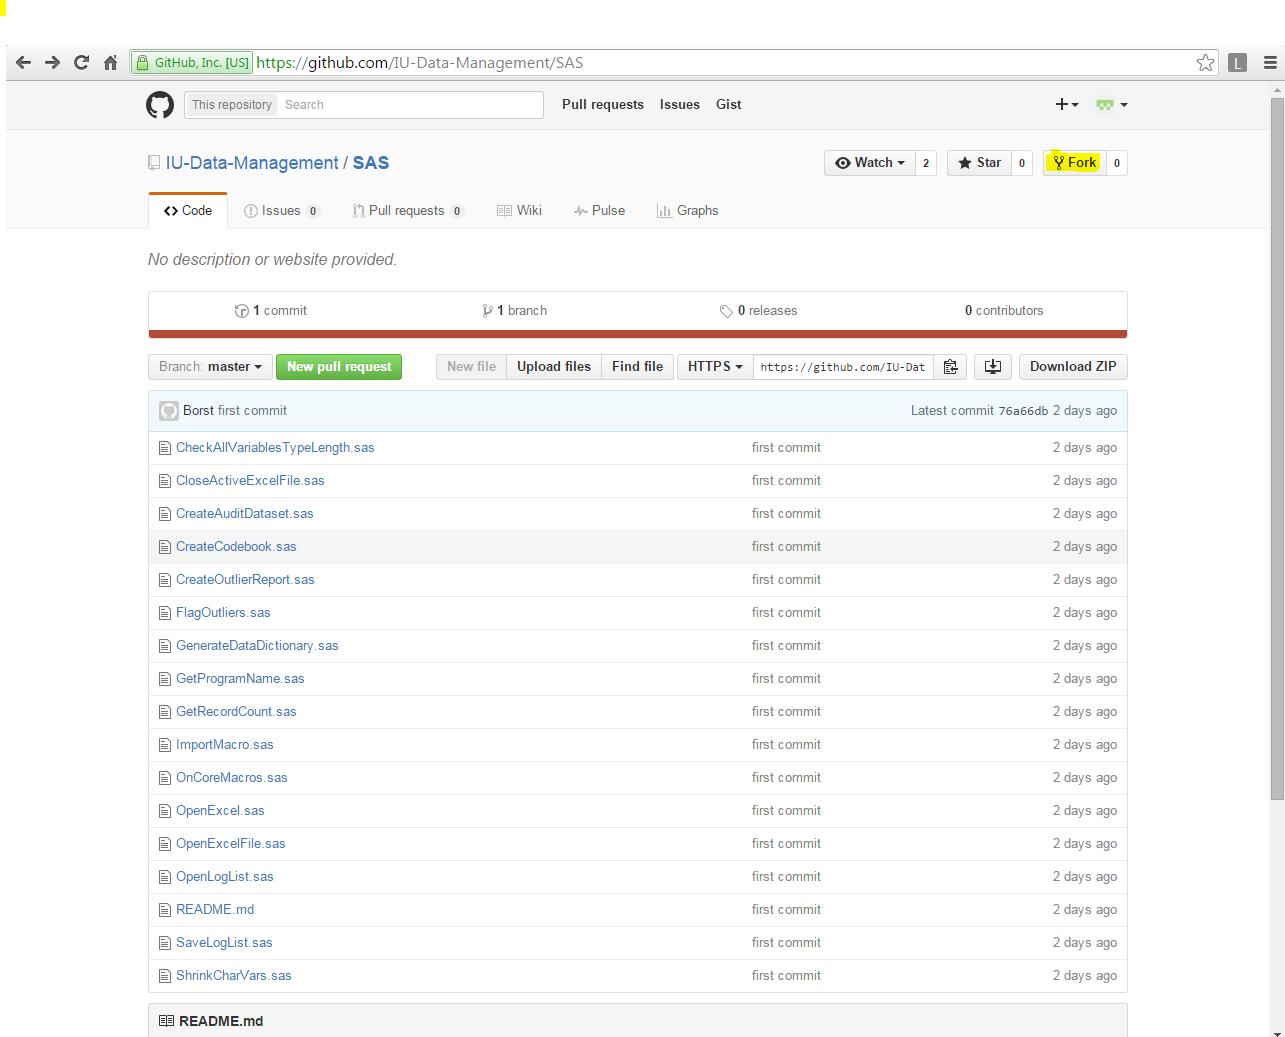 GitHub, Inc. [US] https://github.com/IU-Data-Management/SAS L
This repository Search Pull requests Issues Gist
IU-Data-Management / SAS Watch 2 Star 0 Fork 0
Code Issues 0 Pull requests 0 Wiki Pulse Graphs
No description or website provided.
1 commit 1 branch 0 releases 0 contributors
Branch: master New pull request New file Upload files Find file HTTPS https://github.com/IU-Dat Download ZIP
Borst first commit Latest commit 76a66db 2 days ago
CheckAllVariablesTypeLength.sas first commit 2 days ago
CloseActiveExcelFile.sas first commit 2 days ago
CreateAuditDataset.sas first commit 2 days ago
CreateCodebook.sas first commit 2 days ago
CreateOutlierReport.sas first commit 2 days ago
FlagOutliers.sas first commit 2 days ago
GenerateDataDictionary.sas first commit 2 days ago
GetProgramName.sas first commit 2 days ago
GetRecordCount.sas first commit 2 days ago
ImportMacro.sas first commit 2 days ago
OnCoreMacros.sas first commit 2 days ago
OpenExcel.sas first commit 2 days ago
OpenExcelFile.sas first commit 2 days ago
OpenLogList.sas first commit 2 days ago
README.md first commit 2 days ago
SaveLogList.sas first commit 2 days ago
ShrinkCharVars.sas first commit 2 days ago
README.md